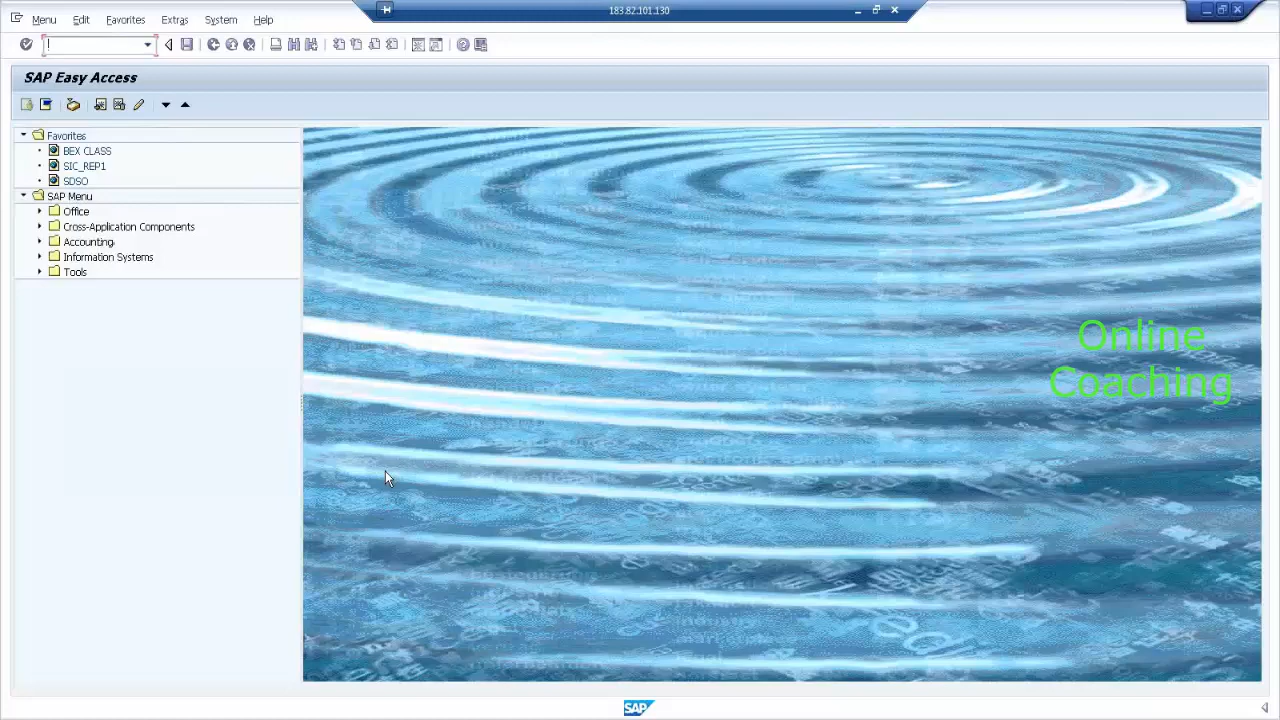 183.82.101.130
Menu Edit Favorites Extras System Help
SAP Easy Access
Favorites
BEX CLASS
SIC_REP1
SDSO
SAP Menu
Office
Cross-Application Components
Accounting
Information Systems
Tools
Online
Coaching
SAP